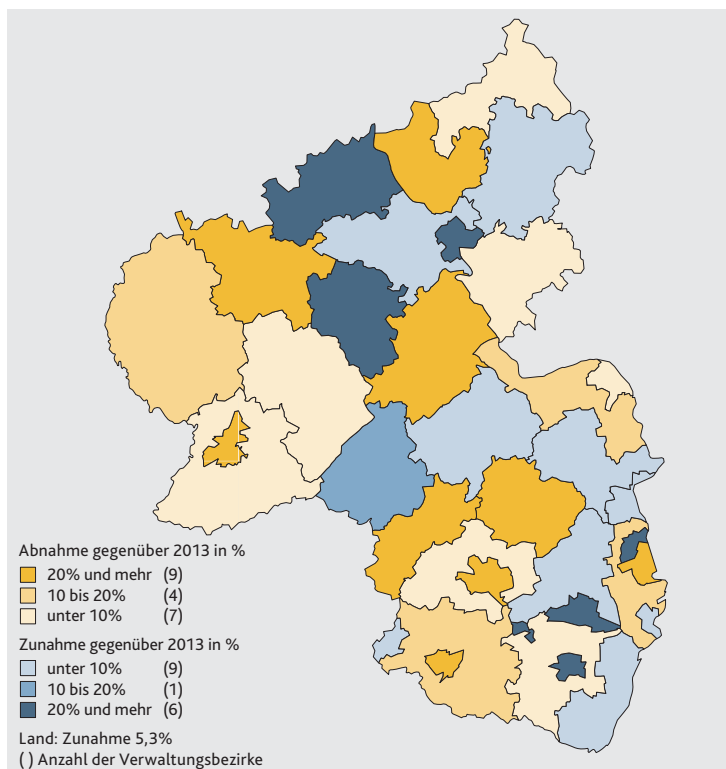 Abnahme gegenüber 2013 in %
20% und mehr (9)
10 bis 20% (4)
unter 10% (7)
Zunahme gegenüber 2013 in %
unter 10% (9)
10 bis 20% (1)
20% und mehr (6)
Land: Zunahme 5,3%
( ) Anzahl der Verwaltungsbezirke